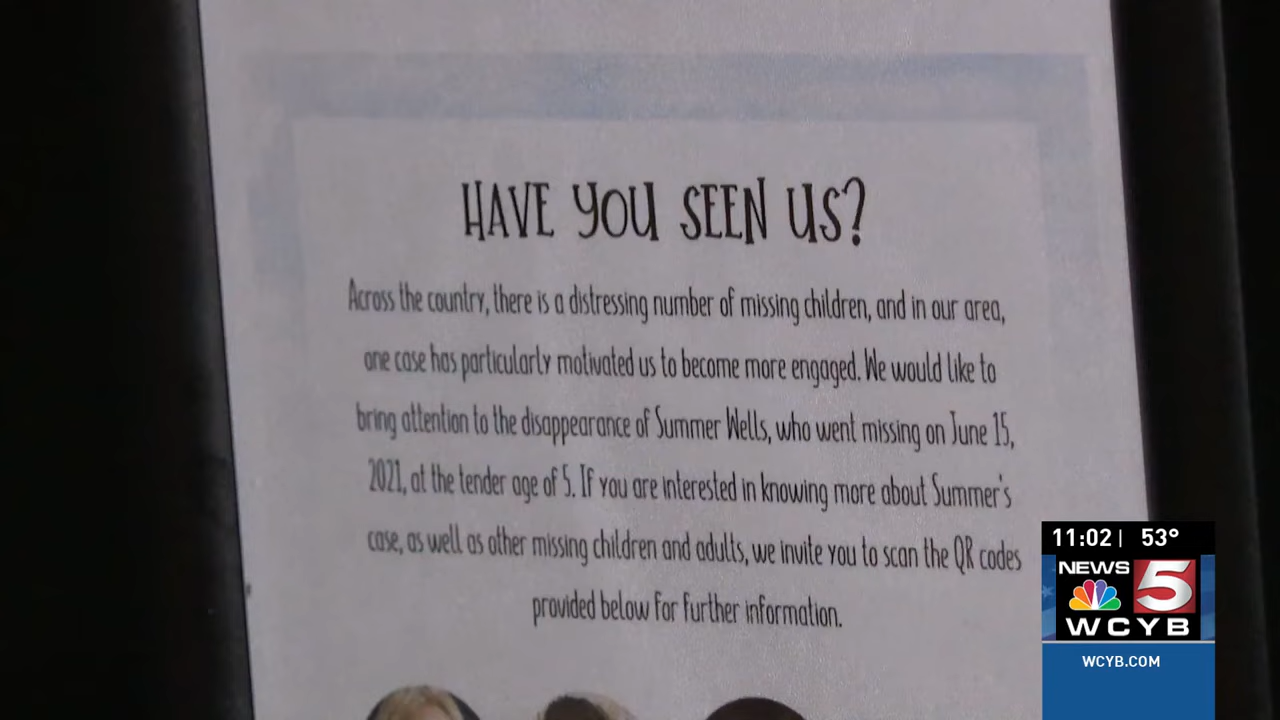 HAVE YOU SEEN US?
Across the country, there is a distressing number of missing children, and in our area,
one case has particularly motivated us to become more engaged. We would like to
bring attention to the disappearance of Summer Wells, who went missing on June 15,
2021, at the tender age of 5. If you are interested in knowing more about Summer's
case, as well as other missing children and adults, we invite you to scan the QR codes
provided below for further information.
11:02 | 53°
NEWS 5
WCYB
WCYB.COM